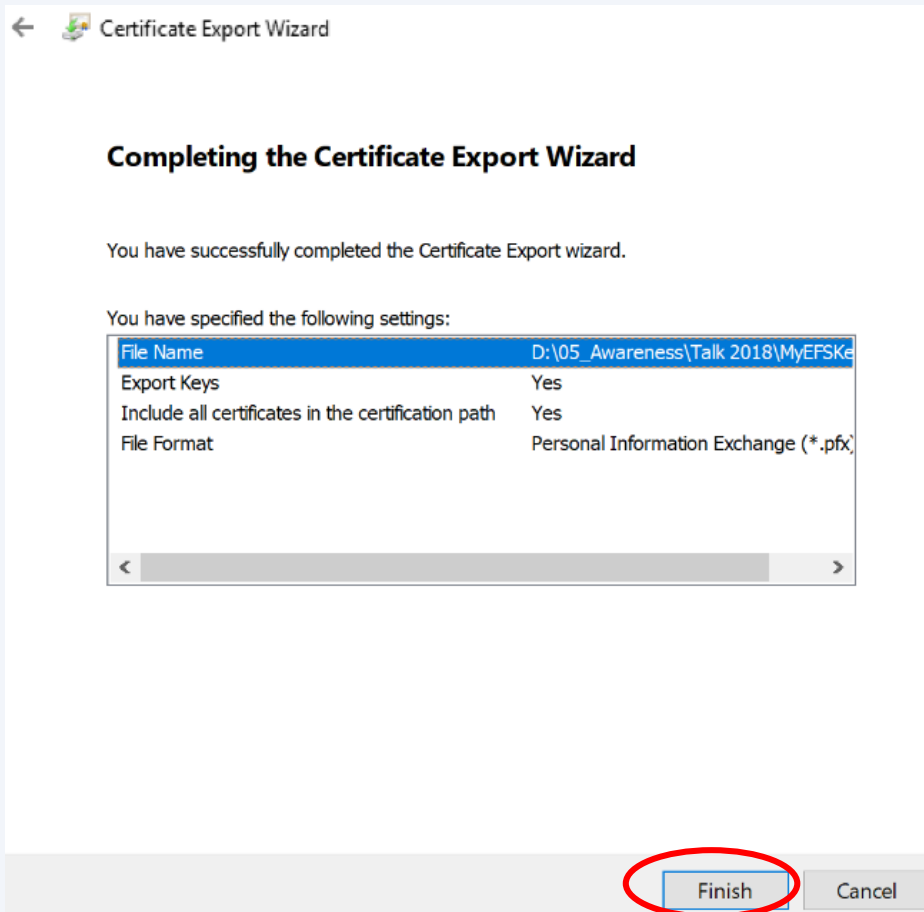 Certificate Export Wizard
Completing the Certificate Export Wizard
You have successfully completed the Certificate Export wizard.
You have specified the following settings:
File Name D:\05_Awareness\Talk 2018\MyEFSKe
Export Keys Yes
Include all certificates in the certification path Yes
File Format Personal Information Exchange (*.pfx)
Finish Cancel